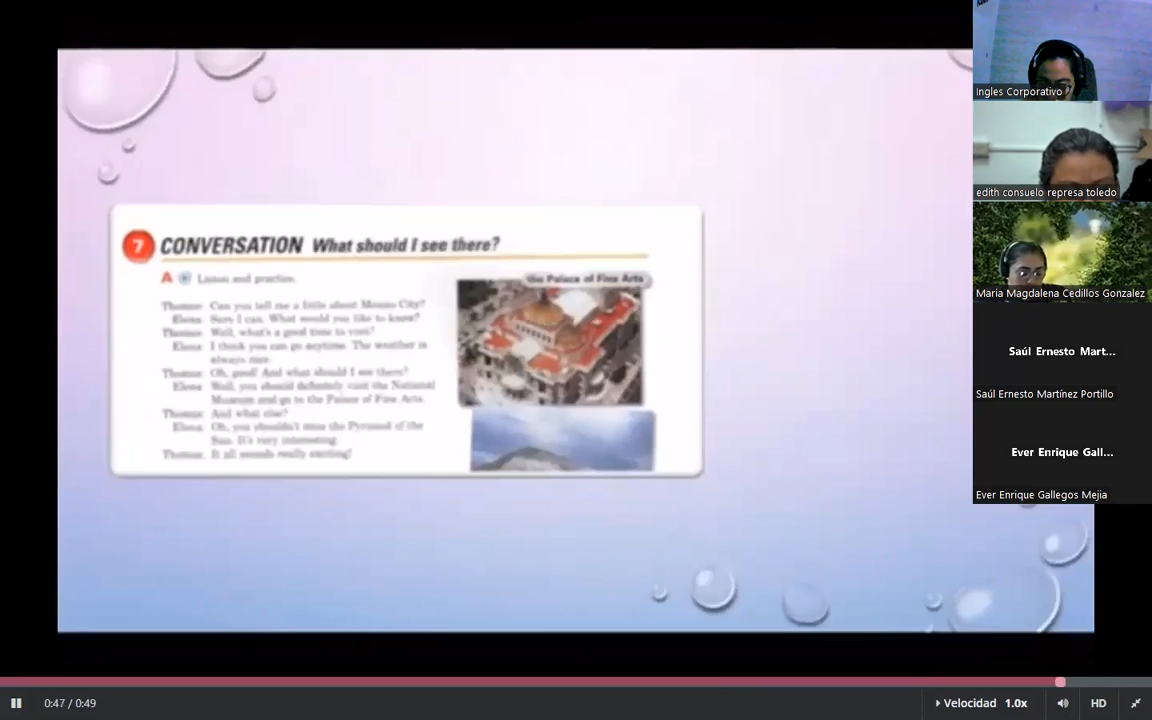 Ingles Corporativo
edith consuelo represa toledo
7 CONVERSATION What should I see there?
A Listen and practice.
the Palace of Fine Arts
Thomas: Can you tell me a little about Mexico City?
Elena: Sure I can. What would you like to know?
Thomas: Well, what's a good time to visit?
Elena: I think you can go anytime. The weather is
always nice.
Thomas: Oh, good! And what should I see there?
Elena: Well, you should definitely visit the National
Museum and go to the Palace of Fine Arts.
Thomas: And what else?
Elena: Oh, you shouldn't miss the Pyramid of the
Sun. It's very interesting.
Thomas: It all sounds really exciting!
Maria Magdalena Cedillos Gonzalez
Saúl Ernesto Mart...
Saúl Ernesto Martínez Portillo
Ever Enrique Gall...
Ever Enrique Gallegos Mejia
0:47 / 0:49
Velocidad 1.0x
HD